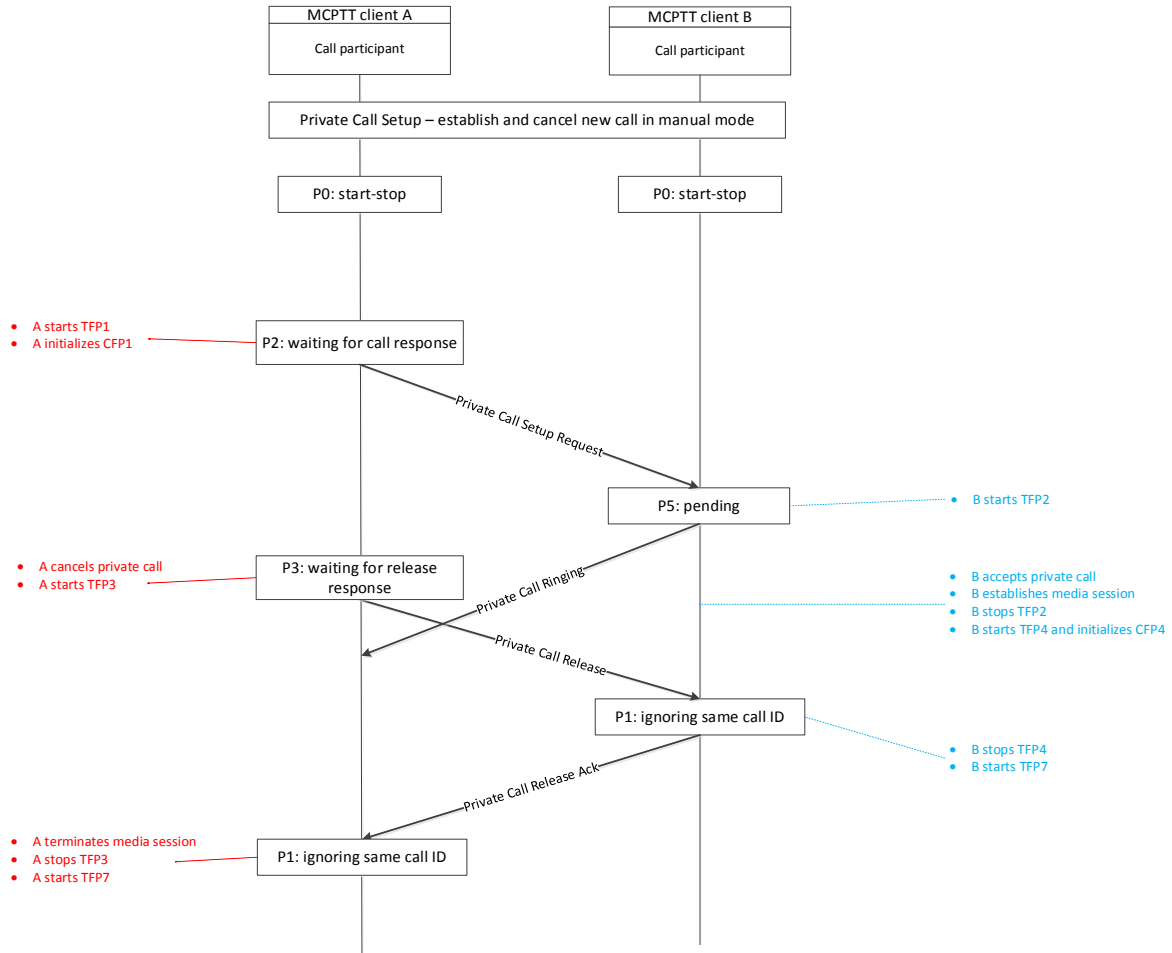 MCPTT client A
Call participant
MCPTT client B
Call participant
Private Call Setup – establish and cancel new call in manual mode
P0: start-stop
P0: start-stop
• A starts TFP1
• A initializes CFP1
P2: waiting for call response
Private Call Setup Request
P5: pending
• B starts TFP2
• A cancels private call
• A starts TFP3
P3: waiting for release
response
Private Call Ringing
• B accepts private call
• B establishes media session
• B stops TFP2
• B starts TFP4 and initializes CFP4
Private Call Release
P1: ignoring same call ID
• B stops TFP4
• B starts TFP7
Private Call Release Ack
• A terminates media session
• A stops TFP3
• A starts TFP7
P1: ignoring same call ID